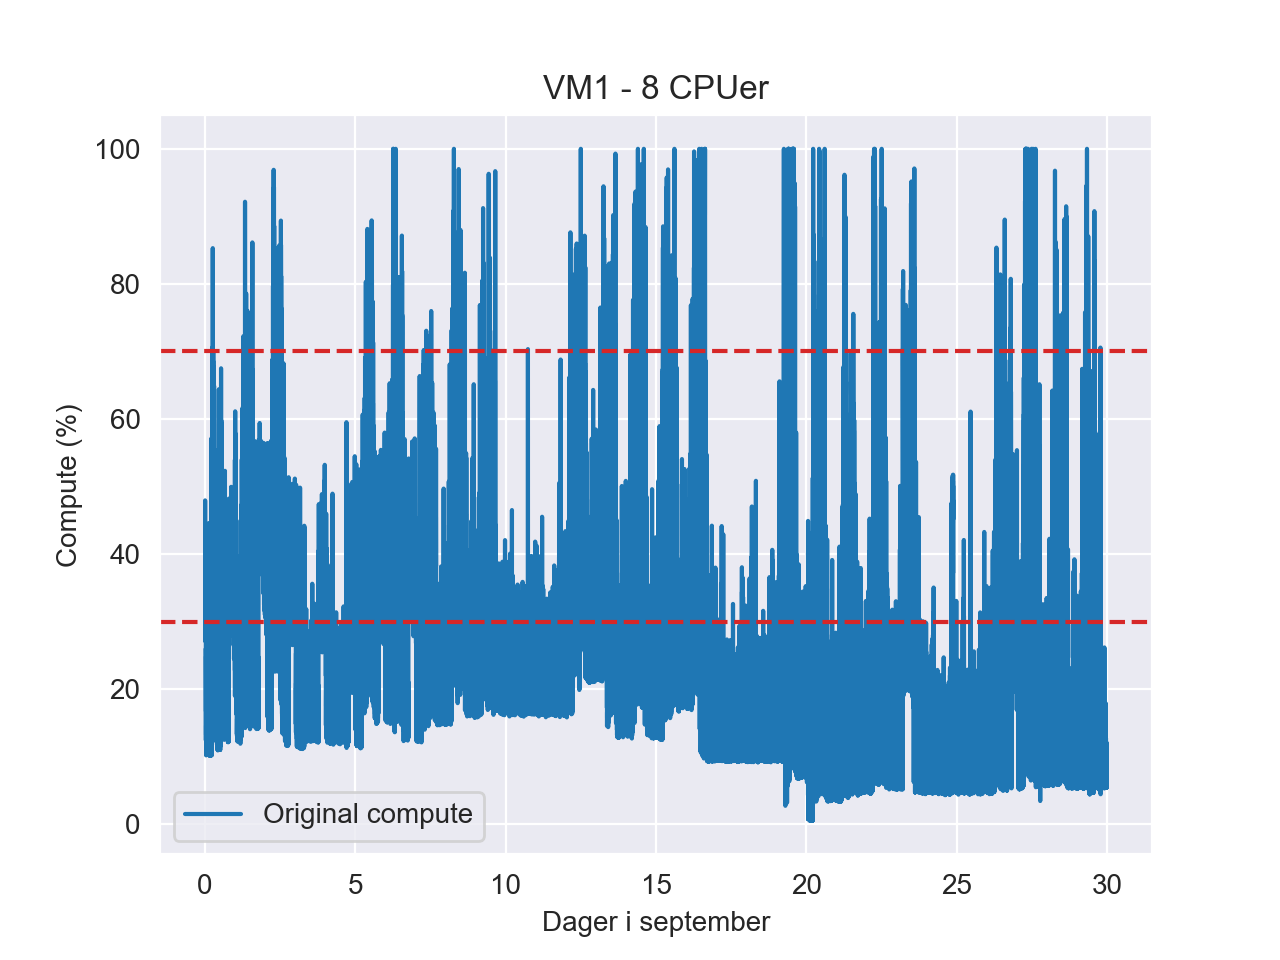 VM1 - 8 CPUer
Compute (%)
100
80
60
40
20
0
Original compute
0 5 10 15 20 25 30
Dager i september